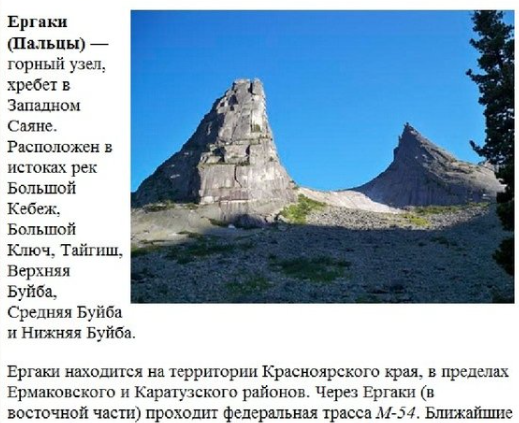 Ергаки
(Пальцы) —
горный узел,
хребет в
Западном
Саяне.
Расположен в
истоках рек
Большой
Кебеж,
Большой
Ключ, Тайгиш,
Верхняя
Буйба,
Средняя Буйба
и Нижняя Буйба.
Ергаки находится на территории Красноярского края, в пределах
Ермаковского и Каратузского районов. Через Ергаки (в
восточной части) проходит федеральная трасса М-54. Ближайшие